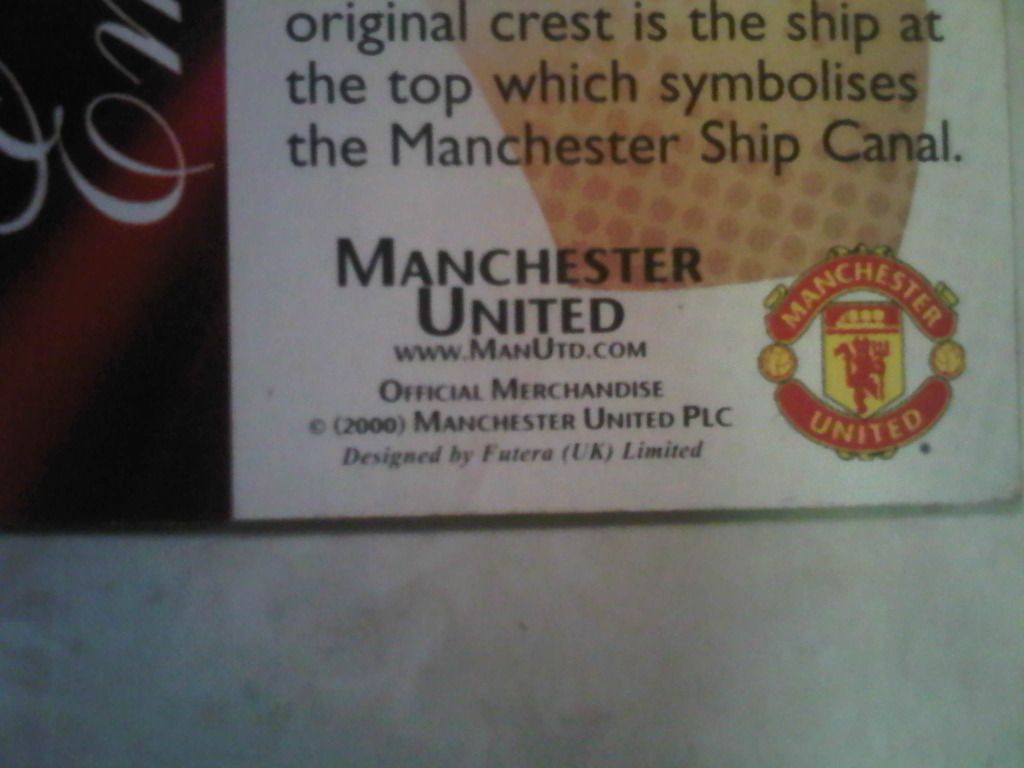 original crest is the ship at
the top which symbolises
the Manchester Ship Canal.
MANCHESTER
UNITED
WWW.MANUTD.COM
OFFICIAL MERCHANDISE
© (2000) MANCHESTER UNITED PLC
Designed by Futera (UK) Limited
MANCHESTER
UNITED